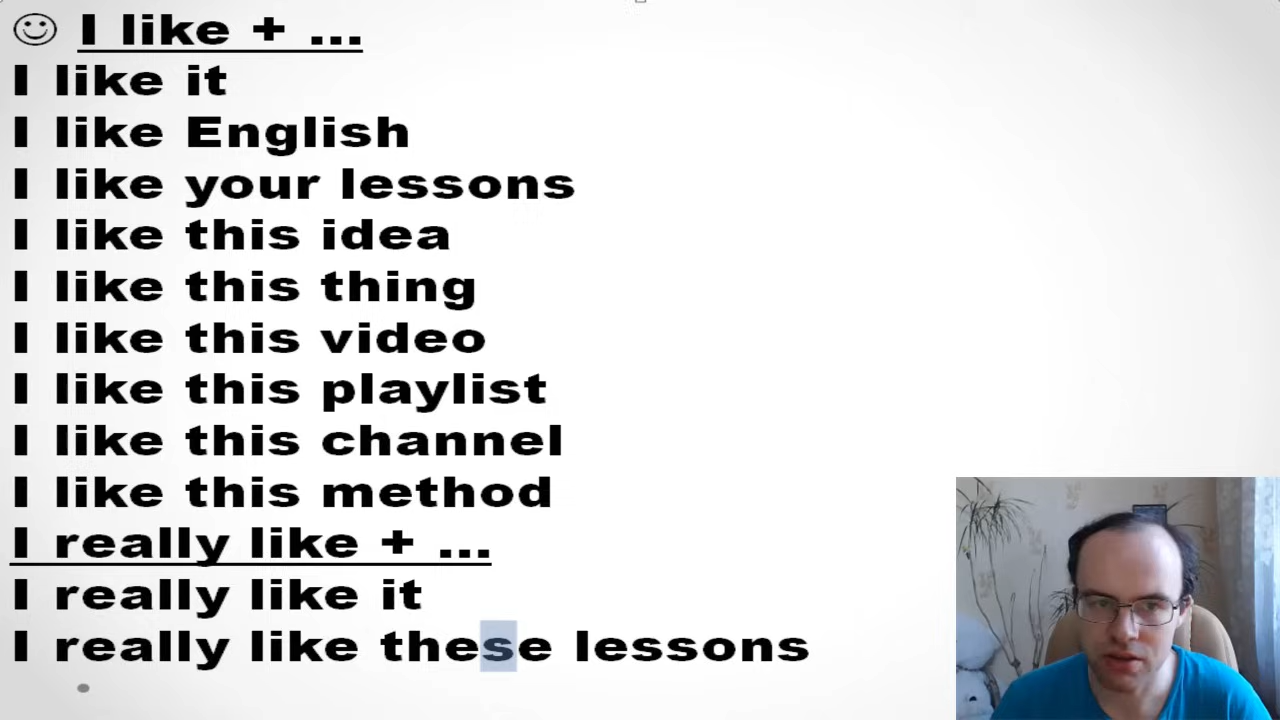 ☺ I like + ...
I like it
I like English
I like your lessons
I like this idea
I like this thing
I like this video
I like this playlist
I like this channel
I like this method
I really like + ...
I really like it
I really like these lessons